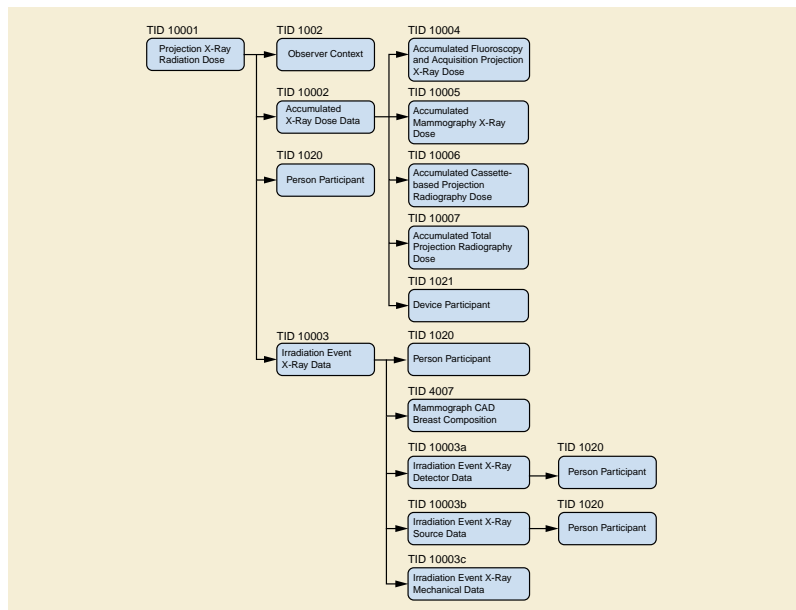 TID 10001
Projection X-Ray
Radiation Dose
TID 1002
Observer Context
TID 10002
Accumulated
X-Ray Dose Data
TID 1020
Person Participant
TID 10003
Irradiation Event
X-Ray Data
TID 10004
Accumulated Fluoroscopy
and Acquisition Projection
X-Ray Dose
TID 10005
Accumulated
Mammography X-Ray
Dose
TID 10006
Accumulated Cassette-
based Projection
Radiography Dose
TID 10007
Accumulated Total
Projection Radiography
Dose
TID 1021
Device Participant
TID 1020
Person Participant
TID 4007
Mammograph CAD
Breast Composition
TID 10003a
Irradiation Event X-Ray
Detector Data
TID 1020
Person Participant
TID 10003b
Irradiation Event X-Ray
Source Data
TID 1020
Person Participant
TID 10003c
Irradiation Event X-Ray
Mechanical Data